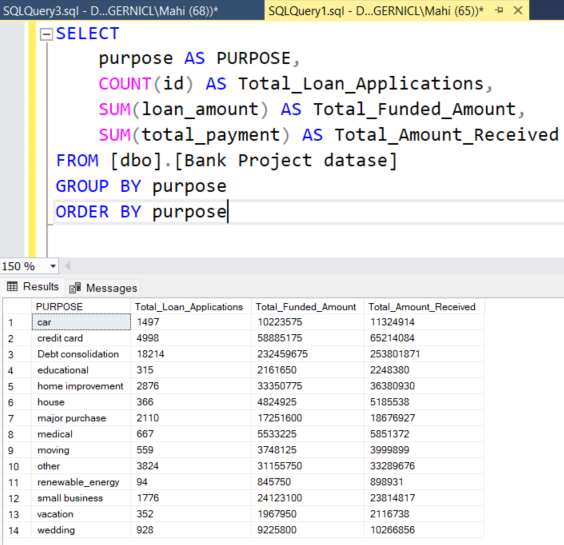 SQLQuery3.sql - D...GERNICL\Mahi (68))* SQLQuery1.sql - D...GERNICL\Mahi (65))*
SELECT
purpose AS PURPOSE,
COUNT(id) AS Total_Loan_Applications,
SUM(loan_amount) AS Total_Funded_Amount,
SUM(total_payment) AS Total_Amount_Received
FROM [dbo].[Bank Project datase]
GROUP BY purpose
ORDER BY purpose
150 %
Results Messages
PURPOSE Total_Loan_Applications Total_Funded_Amount Total_Amount_Received
1 car 1497 10223575 11324914
2 credit card 4998 58885175 65214084
3 Debt consolidation 18214 232459675 253801871
4 educational 315 2161650 2248380
5 home improvement 2876 33350775 36380930
6 house 366 4824925 5185538
7 major purchase 2110 17251600 18676927
8 medical 667 5533225 5851372
9 moving 559 3748125 3999899
10 other 3824 31155750 33289676
11 renewable_energy 94 845750 898931
12 small business 1776 24123100 23814817
13 vacation 352 1967950 2116738
14 wedding 928 9225800 10266856